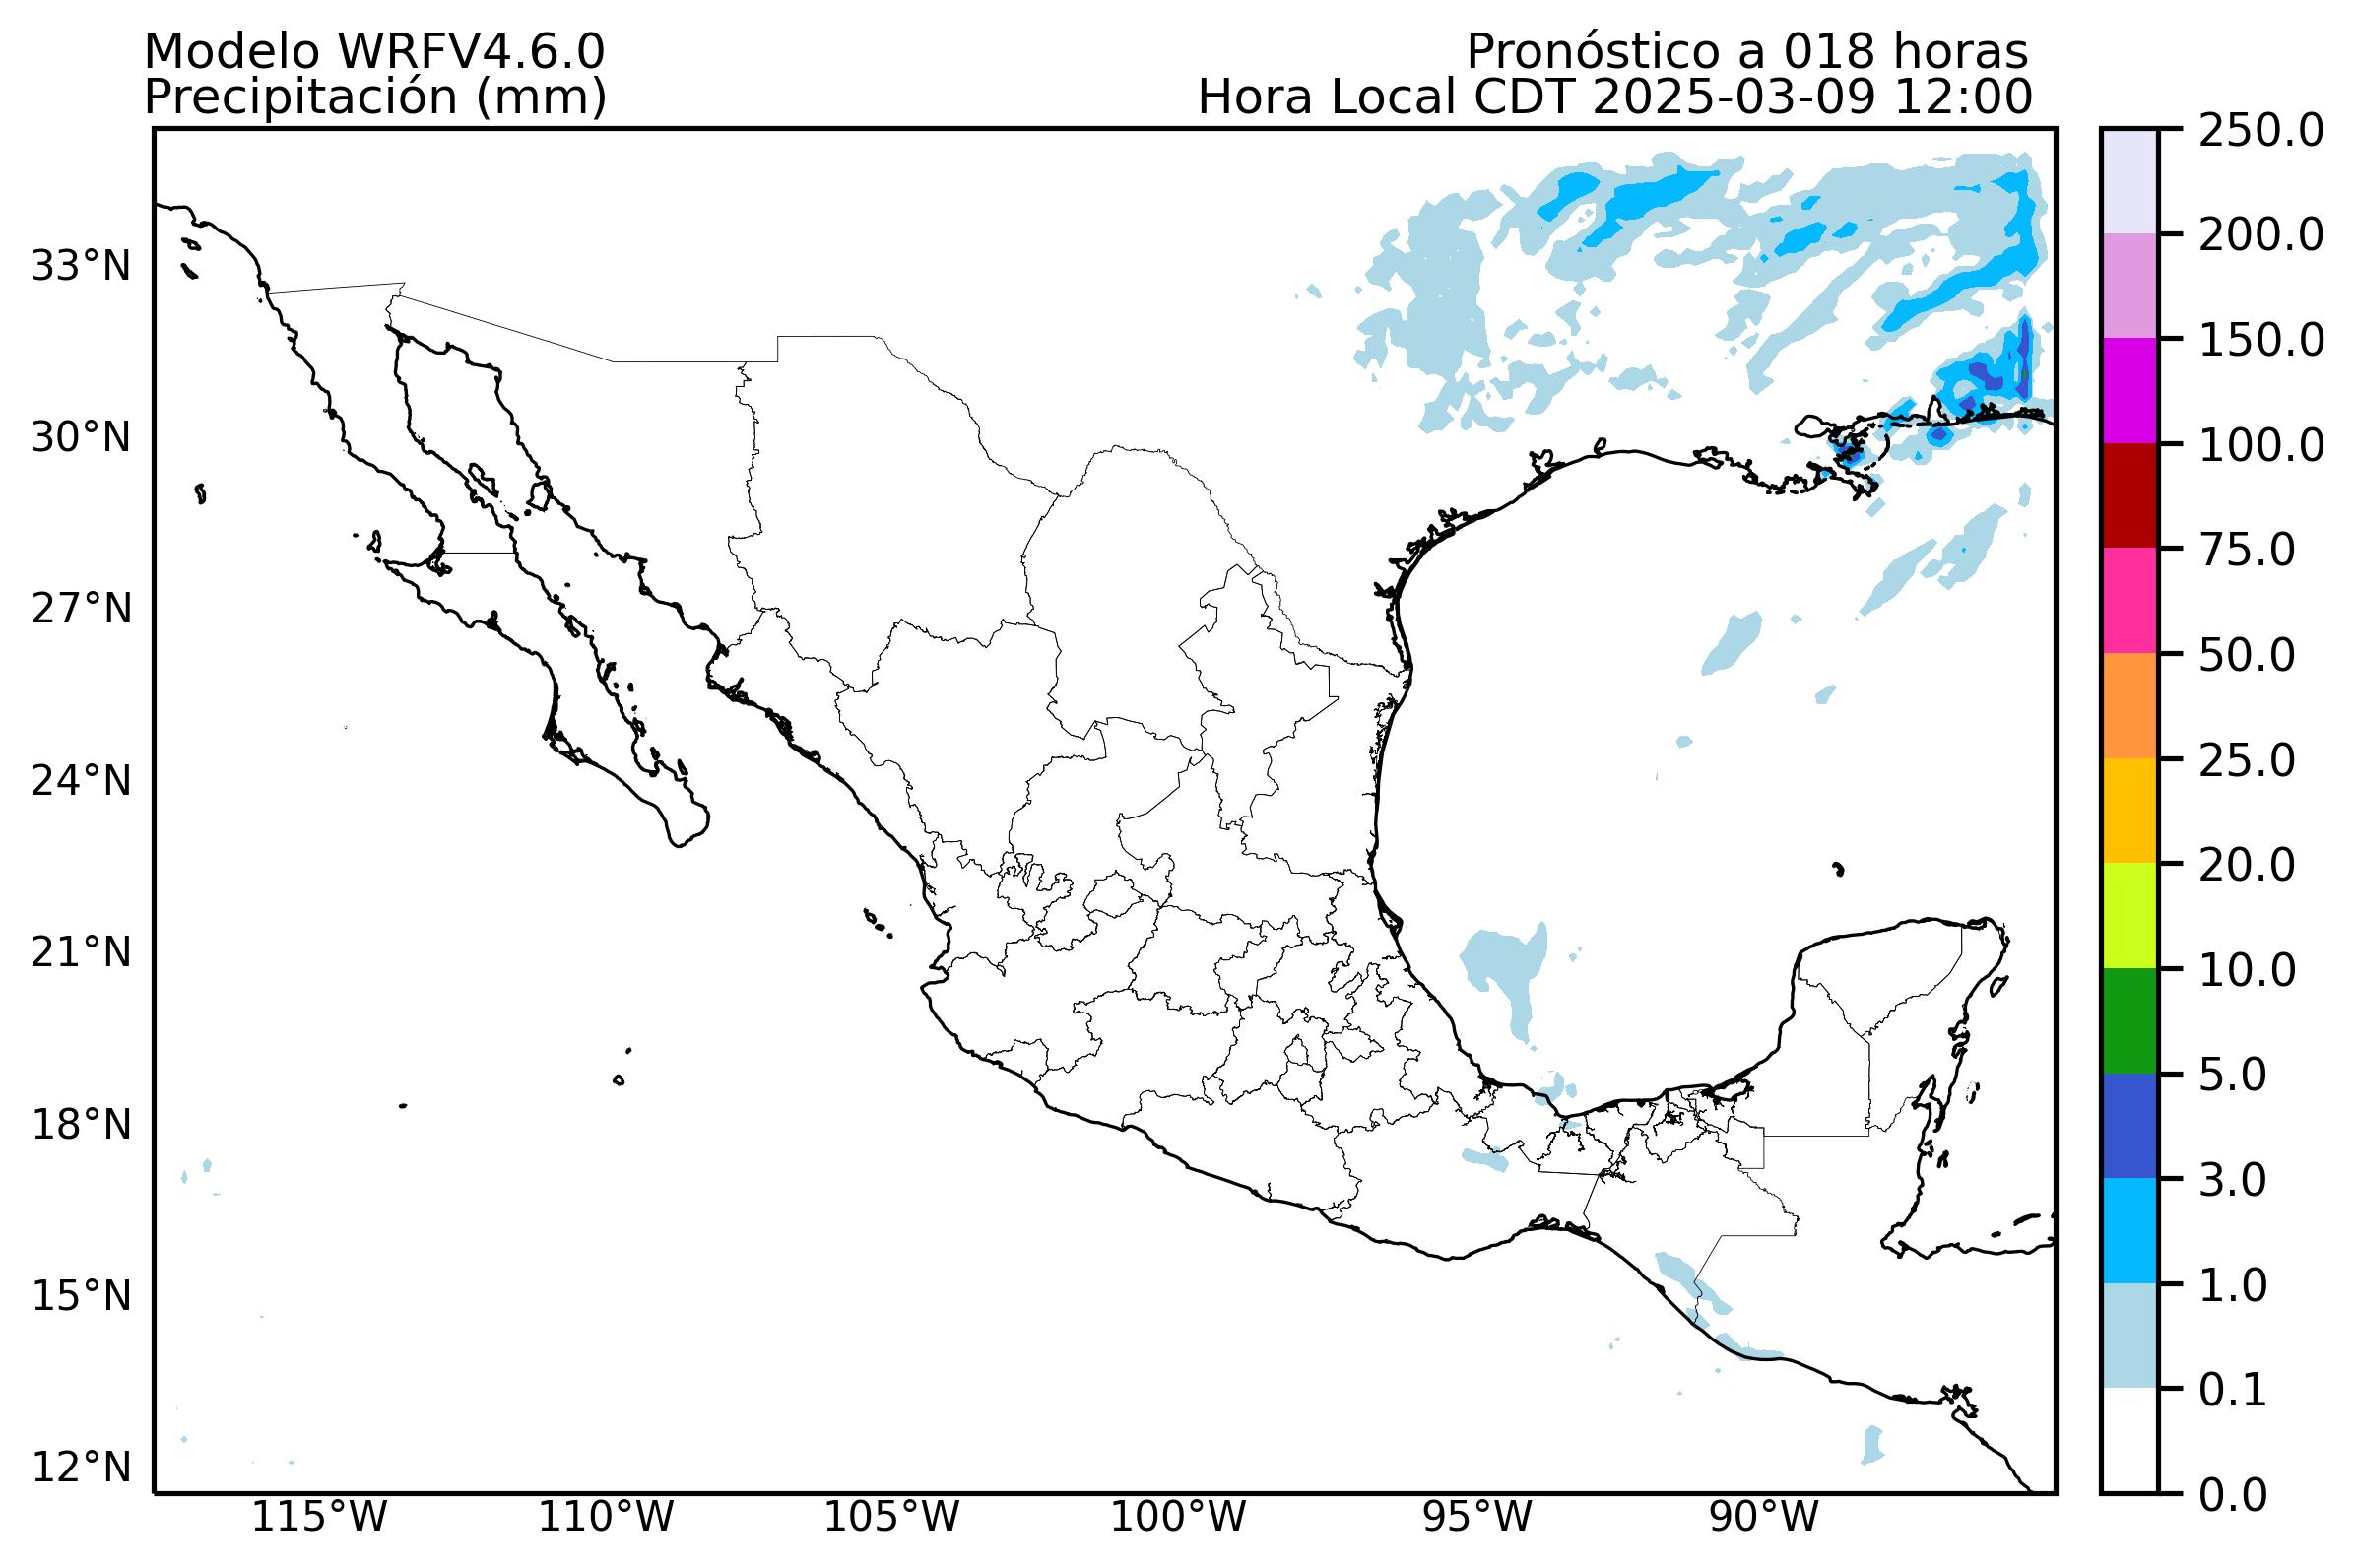 Modelo WRFV4.6.0
Precipitación (mm)
Pronóstico a 018 horas
Hora Local CDT 2025-03-09 12:00
33°N
30°N
27°N
24°N
21°N
18°N
15°N
12°N
115°W
110°W
105°W
100°W
95°W
90°W
250.0
200.0
150.0
100.0
75.0
50.0
25.0
20.0
10.0
5.0
3.0
1.0
0.1
0.0